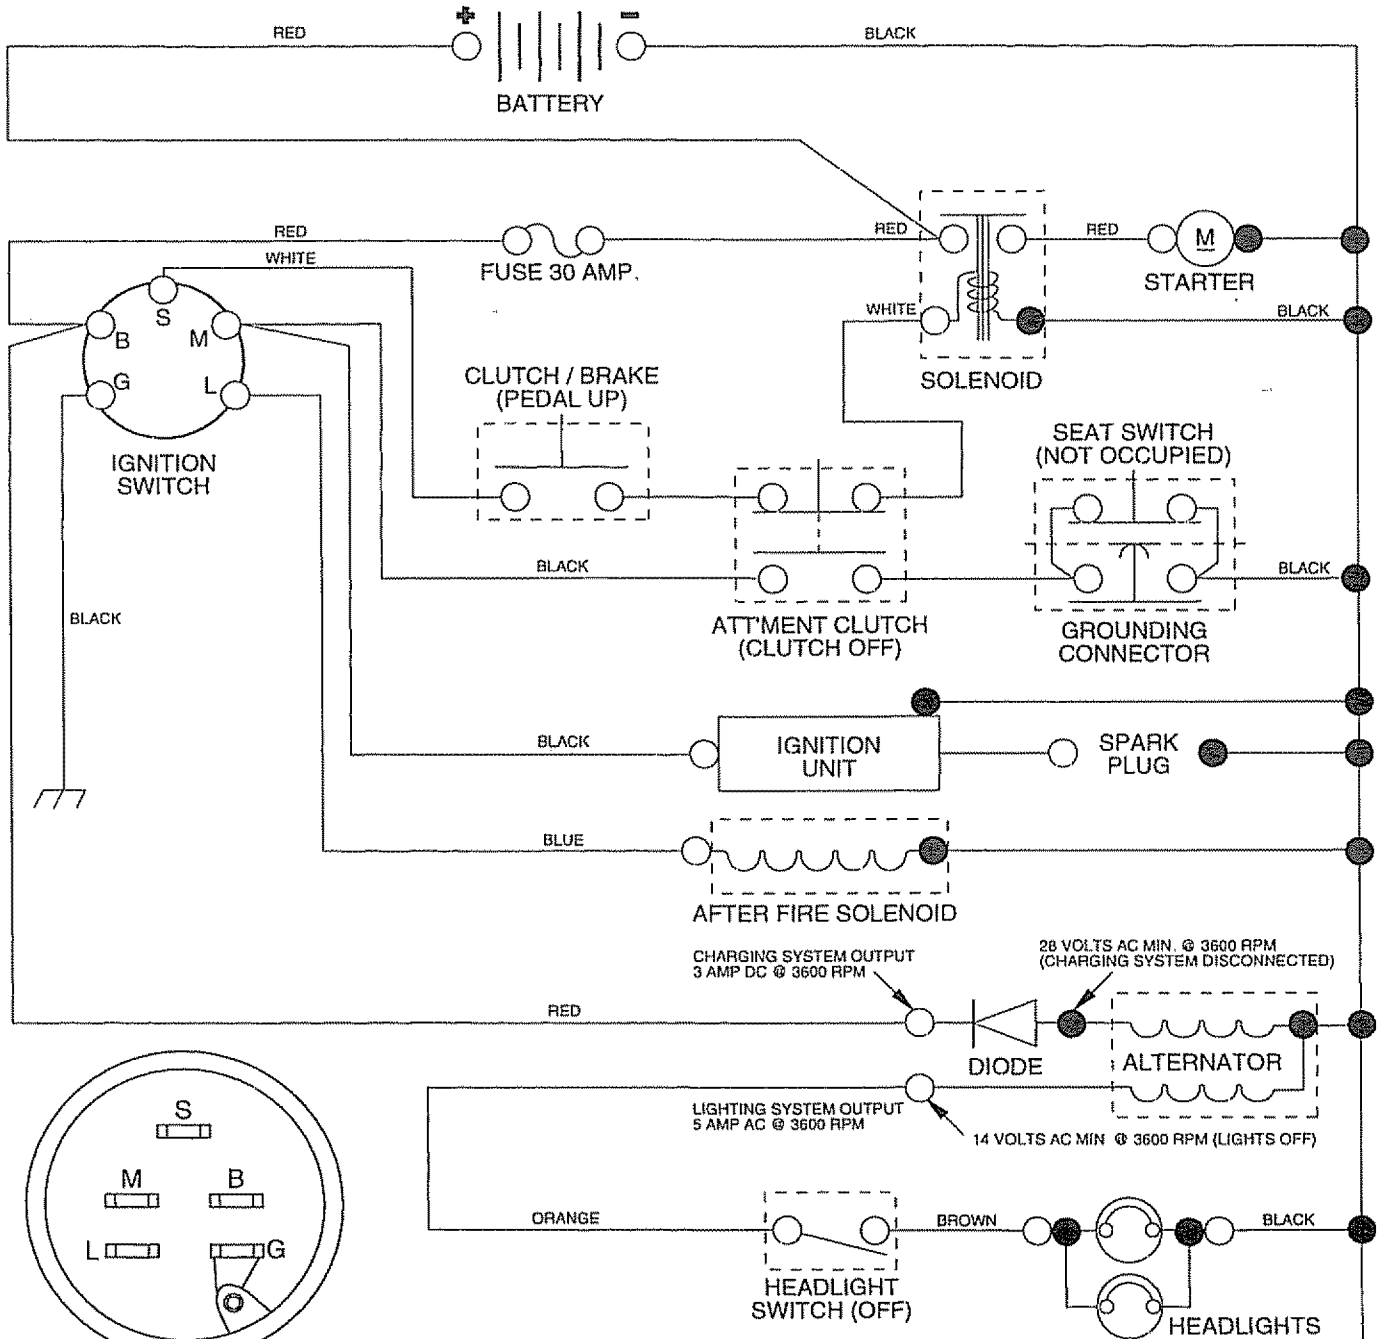 + -
RED
BLACK
BATTERY
RED
FUSE 30 AMP.
WHITE
RED
RED
M
STARTER
S
B
M
G
L
IGNITION
SWITCH
WHITE
BLACK
SOLENOID
CLUTCH / BRAKE
(PEDAL UP)
SEAT SWITCH
(NOT OCCUPIED)
BLACK
BLACK
ATT'MENT CLUTCH
(CLUTCH OFF)
GROUNDING
CONNECTOR
BLACK
BLACK
IGNITION
UNIT
SPARK
PLUG
BLUE
AFTER FIRE SOLENOID
CHARGING SYSTEM OUTPUT
3 AMP DC @ 3600 RPM
28 VOLTS AC MIN. @ 3600 RPM
(CHARGING SYSTEM DISCONNECTED)
RED
DIODE
ALTERNATOR
LIGHTING SYSTEM OUTPUT
5 AMP AC @ 3600 RPM
14 VOLTS AC MIN @ 3600 RPM (LIGHTS OFF)
S
M
B
L
G
ORANGE
BROWN
BLACK
HEADLIGHT
SWITCH (OFF)
HEADLIGHTS